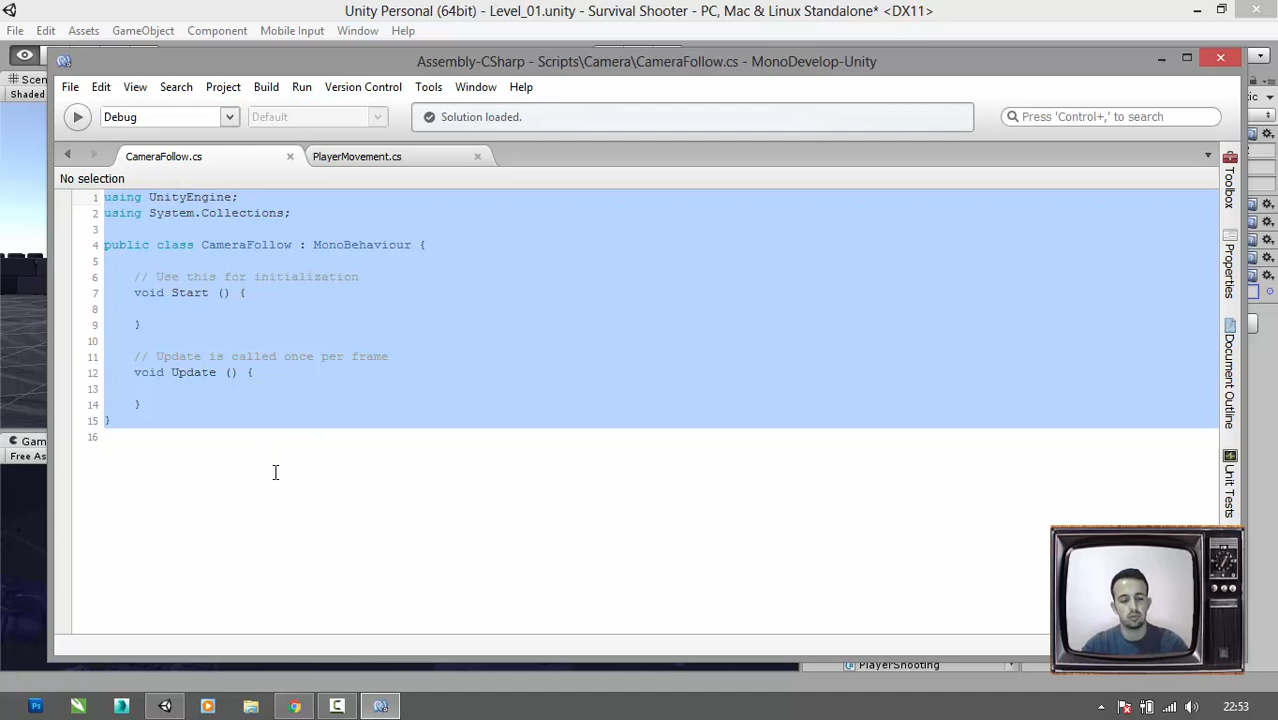 Unity Personal (64bit) - Level_01.unity - Survival Shooter - PC, Mac & Linux Standalone* <DX11>
File Edit Assets GameObject Component Mobile Input Window Help
Assembly-CSharp - Scripts\Camera\CameraFollow.cs - MonoDevelop-Unity
Scen
Shaded
File Edit View Search Project Build Run Version Control Tools Window Help
Debug Default Solution loaded. Press 'Control+,' to search
CameraFollow.cs PlayerMovement.cs
No selection
1 using UnityEngine;
2 using System.Collections;
3
4 public class CameraFollow : MonoBehaviour {
5
6 // Use this for initialization
7 void Start () {
8
9 }
10
11 // Update is called once per frame
12 void Update () {
13
14 }
15 }
16
Toolbox
Properties
Document Outline
Unit Tests
Gam
Free As
PlayerShooting
22:53